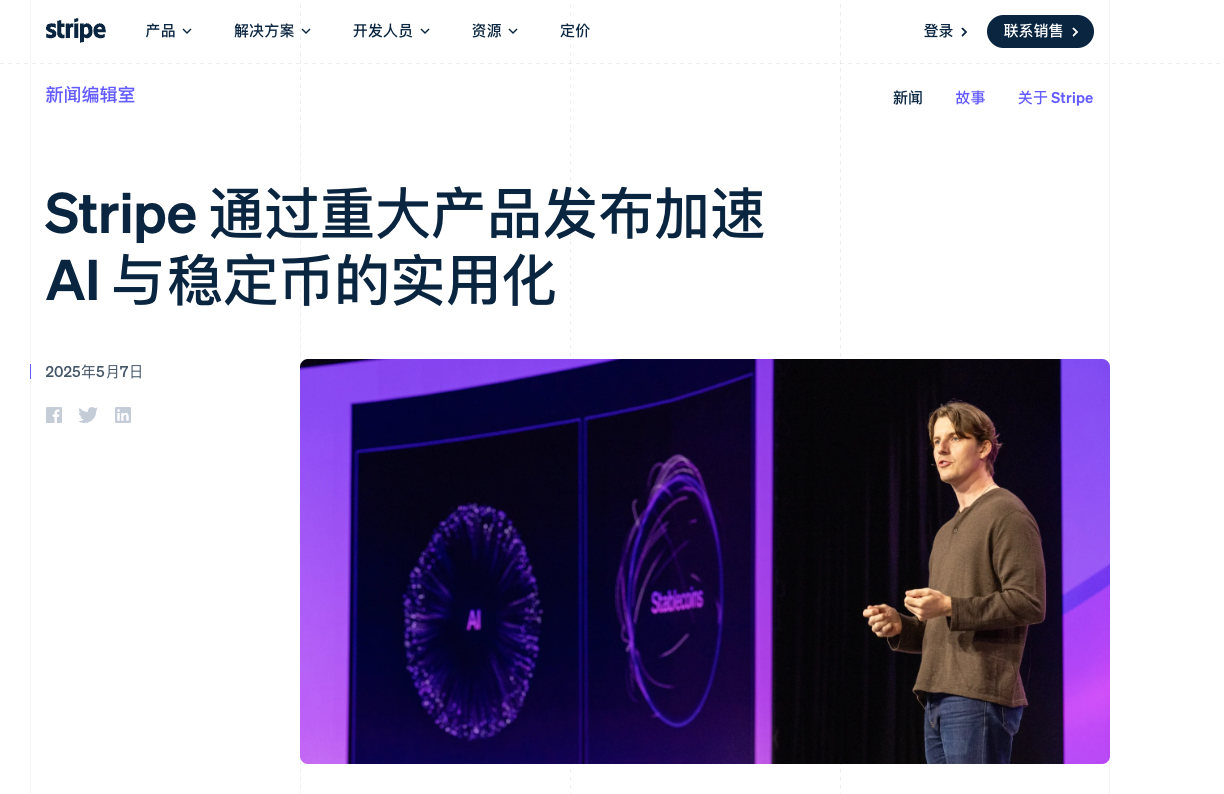 stripe 产品 解决方案 开发人员 资源 定价 登录 联系销售
新闻编辑室 新闻 故事 关于 Stripe
Stripe 通过重大产品发布加速
AI 与稳定币的实用化
2025年5月7日
AI
Stablecoins